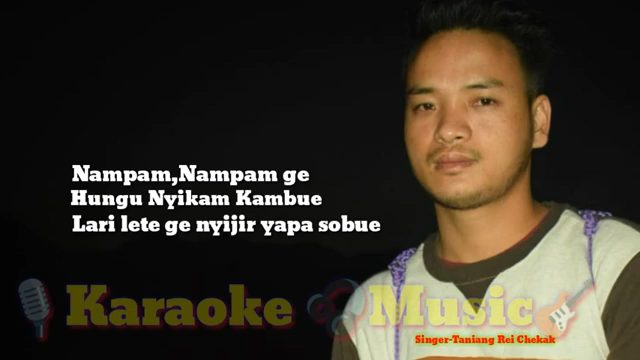 Nampam,Nampam ge
Hungu Nyikam Kambue
Lari lete ge nyijir yapa sobue
Karaoke Music
Singer-Taniang Rei Chekak